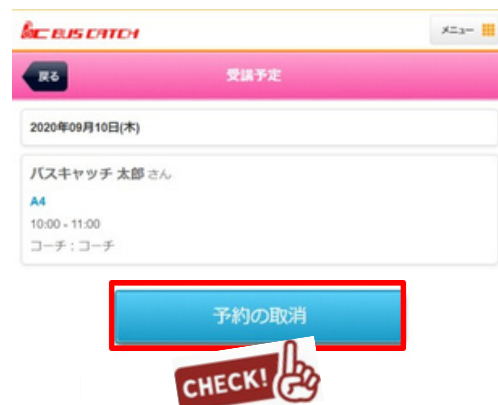 BUS CATCH
メニュー
戻る
受講予定
2020年09月10日(木)
バスキャッチ 太郎 さん
A4
10:00 - 11:00
コーチ：コーチ
予約の取消
CHECK!